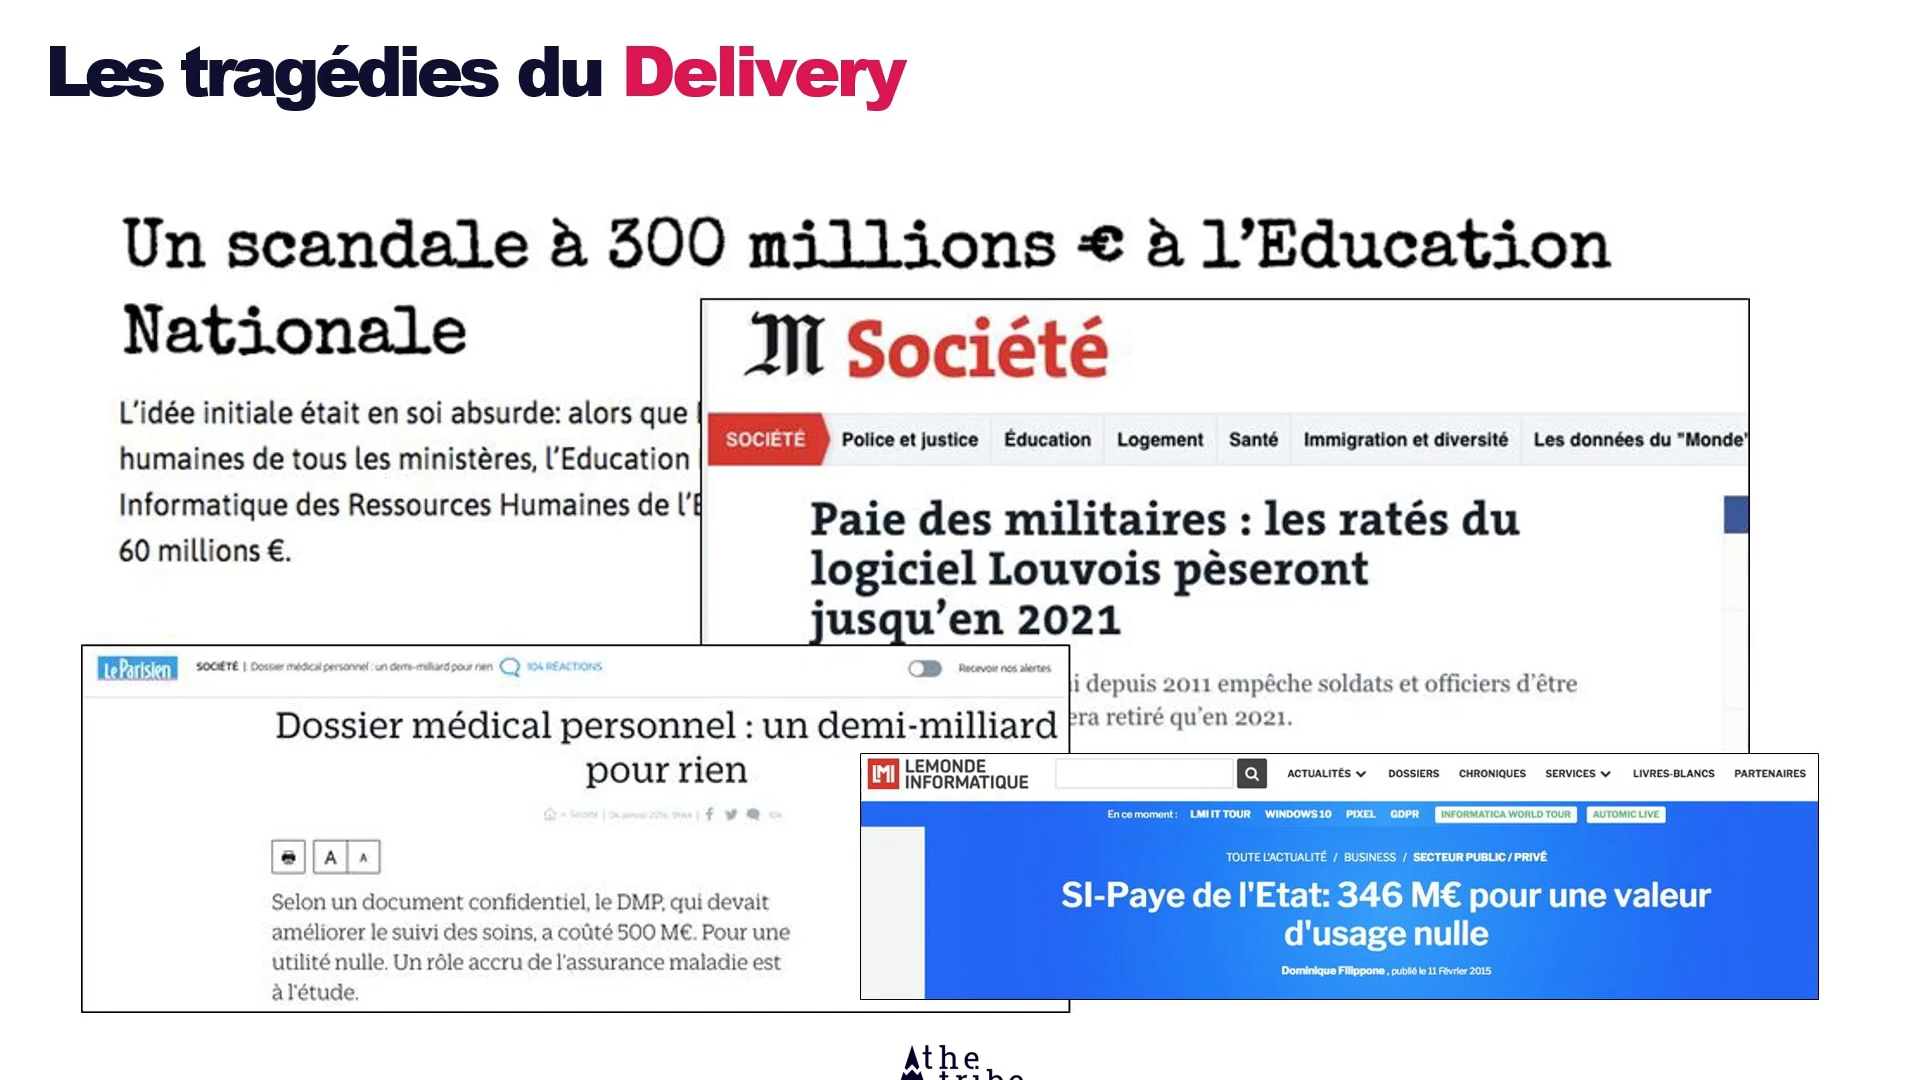 Les tragédies du Delivery
Un scandale à 300 millions € à l'Education
Nationale
L'idée initiale était en soi absurde: alors que
humaines de tous les ministères, l'Education
Informatique des Ressources Humaines de l'E
60 millions €.
M Société
SOCIÉTÉ Police et justice Éducation Logement Santé Immigration et diversité Les données du "Monde"
Paie des militaires : les ratés du
logiciel Louvois pèseront
jusqu'en 2021
i depuis 2011 empêche soldats et officiers d'être
era retiré qu'en 2021.
Le Parisien SOCIÉTÉ | Dossier médical personnel : un demi-milliard pour rien 104 RÉACTIONS Recevoir nos alertes
Dossier médical personnel : un demi-milliard
pour rien
A A
Selon un document confidentiel, le DMP, qui devait
améliorer le suivi des soins, a coûté 500 M€. Pour une
utilité nulle. Un rôle accru de l'assurance maladie est
à l'étude.
LMI LEMONDE
INFORMATIQUE
ACTUALITÉS DOSSIERS CHRONIQUES SERVICES LIVRES-BLANCS PARTENAIRES
En ce moment : LMI IT TOUR WINDOWS 10 PIXEL GDPR INFORMATICA WORLD TOUR AUTOMIC LIVE
TOUTE L'ACTUALITÉ / BUSINESS / SECTEUR PUBLIC / PRIVÉ
SI-Paye de l'Etat: 346 M€ pour une valeur
d'usage nulle
Dominique Filippone , publié le 11 Février 2015
the
tribe